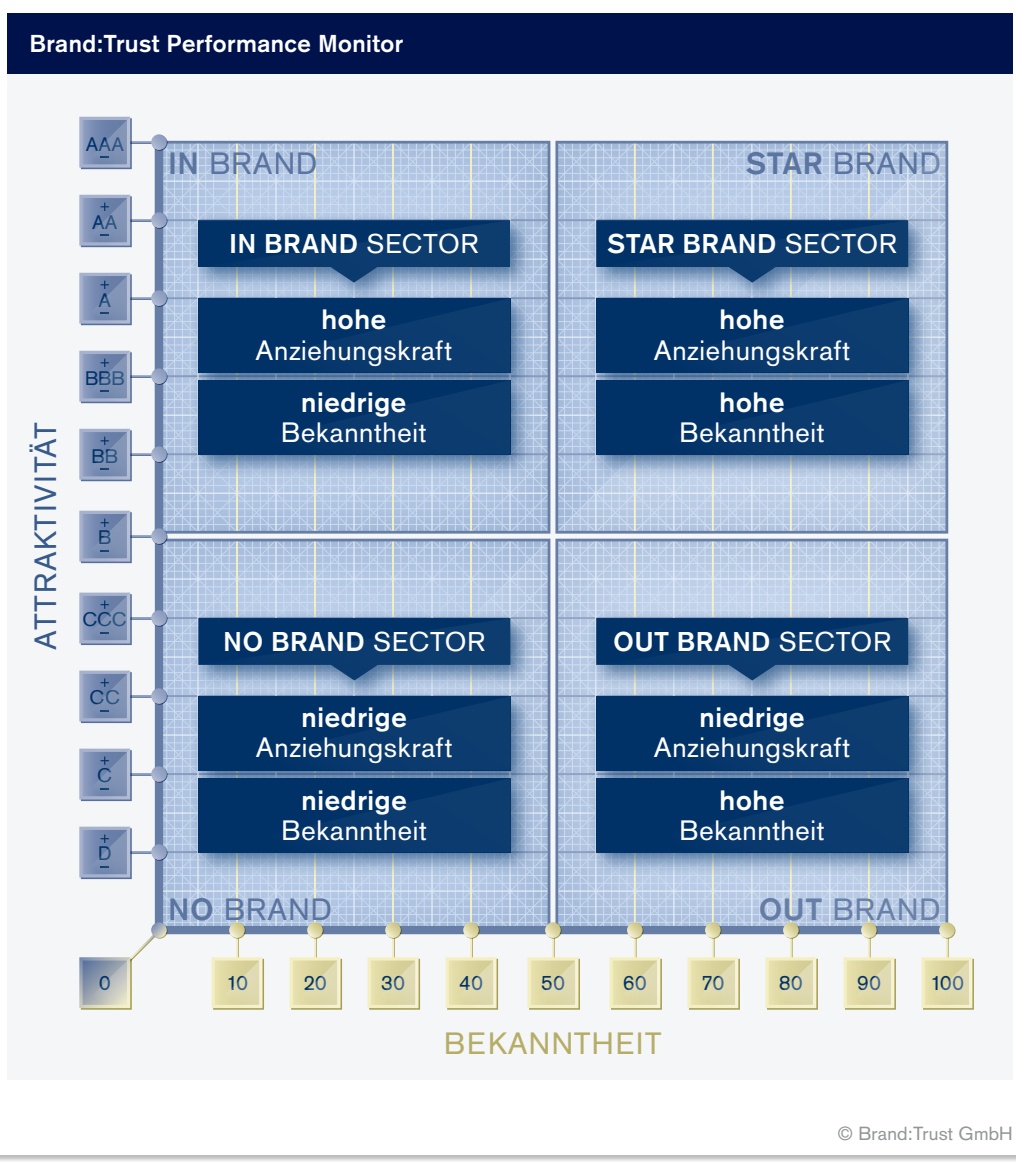 Brand:Trust Performance Monitor
ATTRAKTIVITÄT
AAA
−
+
AA
−
+
A
−
+
BBB
−
+
BB
−
+
B
−
+
CCC
−
+
CC
−
+
C
−
+
D
−
IN BRAND
IN BRAND SECTOR
hohe
Anziehungskraft
niedrige
Bekanntheit
STAR BRAND
STAR BRAND SECTOR
hohe
Anziehungskraft
hohe
Bekanntheit
NO BRAND SECTOR
niedrige
Anziehungskraft
niedrige
Bekanntheit
NO BRAND
OUT BRAND SECTOR
niedrige
Anziehungskraft
hohe
Bekanntheit
OUT BRAND
0 10 20 30 40 50 60 70 80 90 100
BEKANNTHEIT
© Brand:Trust GmbH